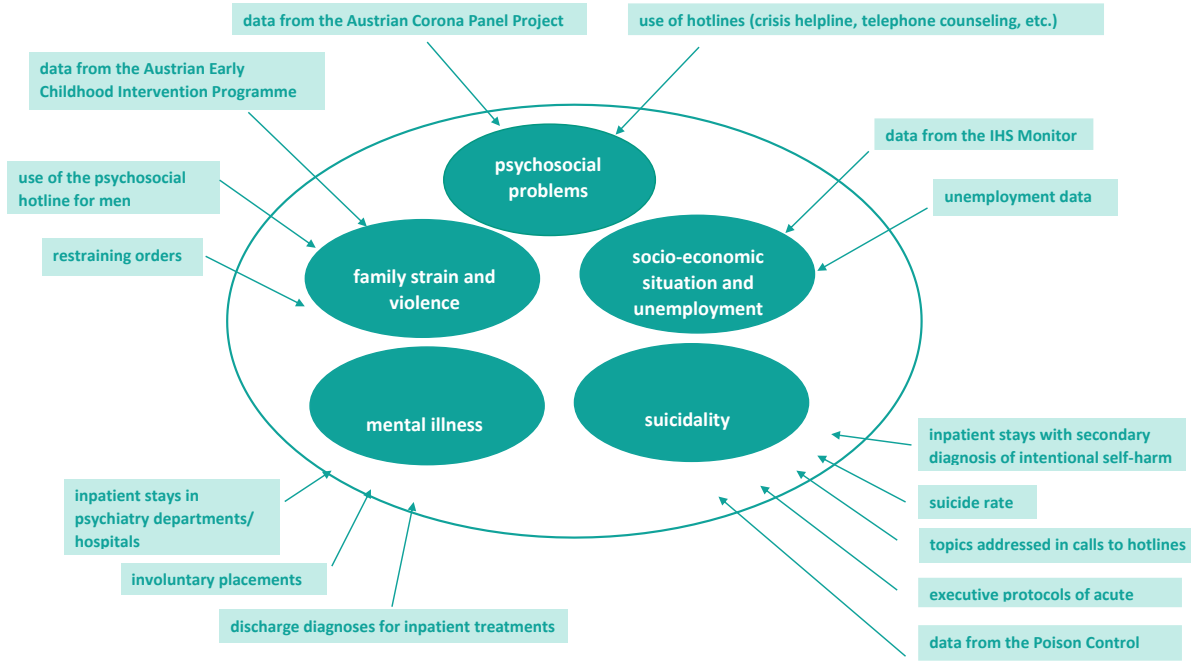 data from the Austrian Corona Panel Project
use of hotlines (crisis helpline, telephone counseling, etc.)
data from the Austrian Early
Childhood Intervention Programme
data from the IHS Monitor
psychosocial
problems
use of the psychosocial
hotline for men
unemployment data
restraining orders
family strain and
violence
socio-economic
situation and
unemployment
mental illness
suicidality
inpatient stays with secondary
diagnosis of intentional self-harm
inpatient stays in
psychiatry departments/
hospitals
suicide rate
topics addressed in calls to hotlines
involuntary placements
executive protocols of acute
discharge diagnoses for inpatient treatments
data from the Poison Control